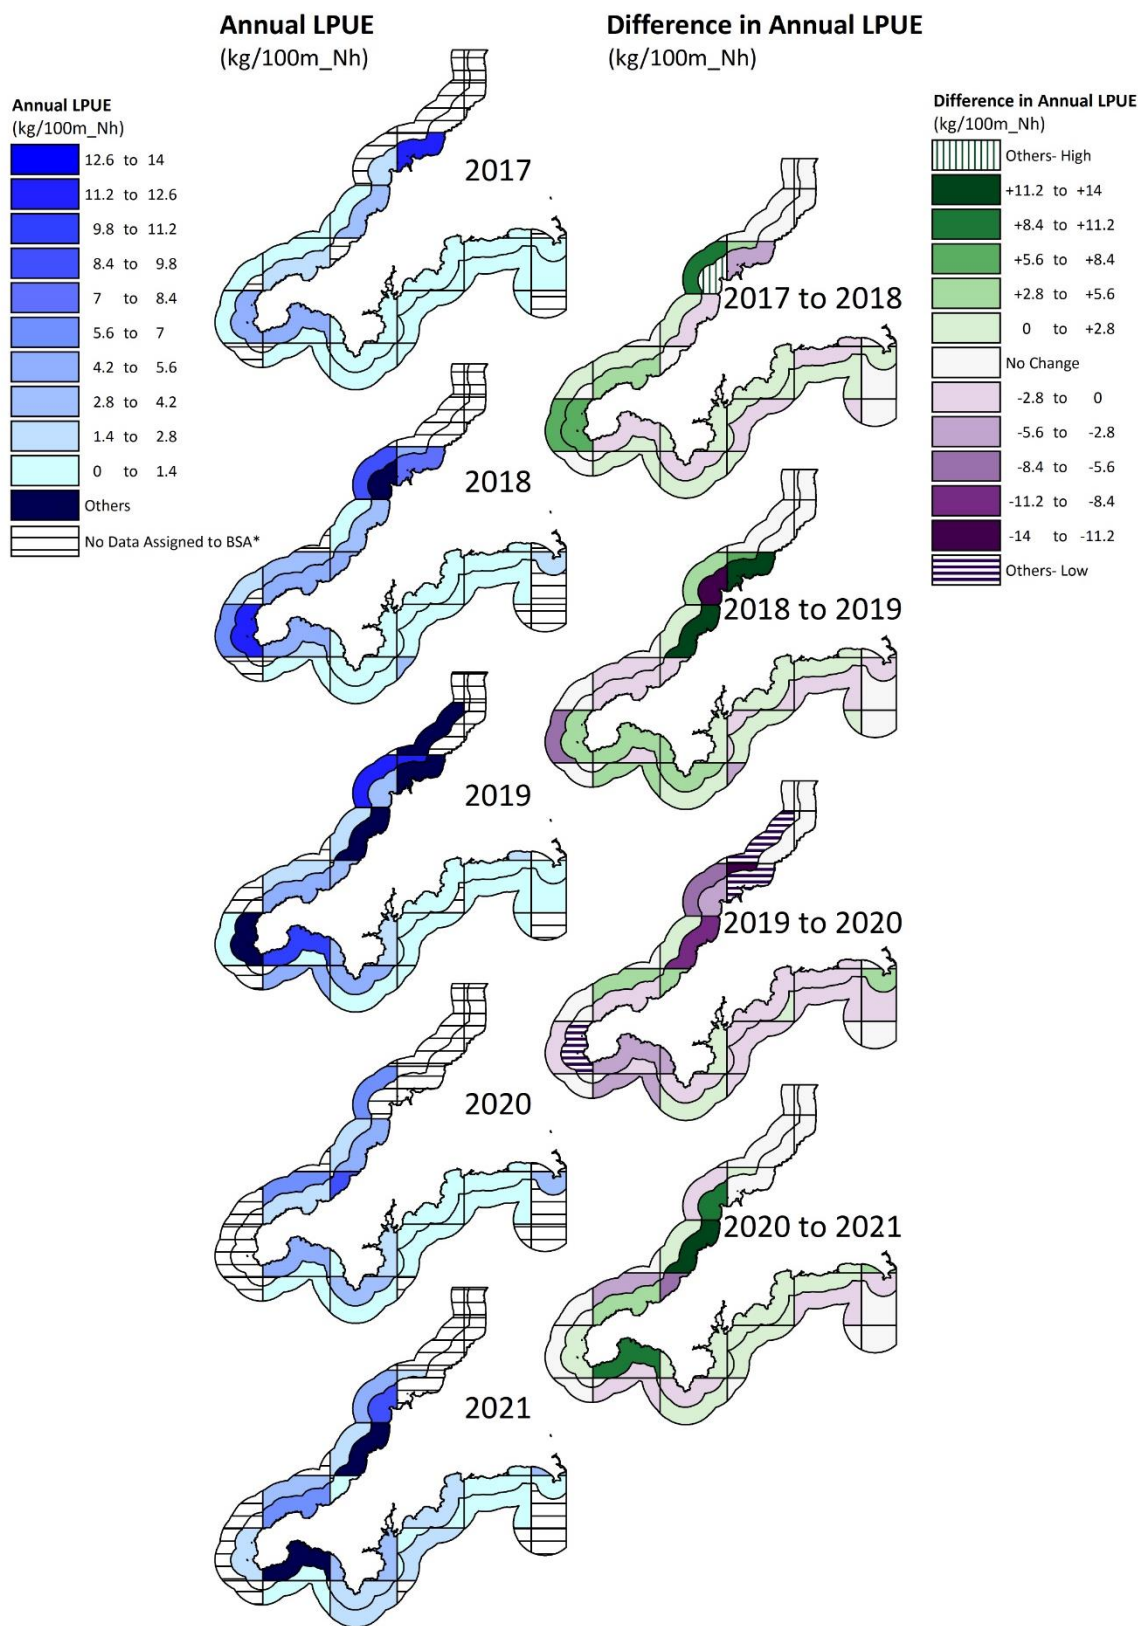 Annual LPUE
(kg/100m_Nh)
Difference in Annual LPUE
(kg/100m_Nh)
Annual LPUE
(kg/100m_Nh)
12.6 to 14
11.2 to 12.6
9.8 to 11.2
8.4 to 9.8
7 to 8.4
5.6 to 7
4.2 to 5.6
2.8 to 4.2
1.4 to 2.8
0 to 1.4
Others
No Data Assigned to BSA*
2017
2018
2019
2020
2021
2017 to 2018
2018 to 2019
2019 to 2020
2020 to 2021
Difference in Annual LPUE
(kg/100m_Nh)
Others- High
+11.2 to +14
+8.4 to +11.2
+5.6 to +8.4
+2.8 to +5.6
0 to +2.8
No Change
-2.8 to 0
-5.6 to -2.8
-8.4 to -5.6
-11.2 to -8.4
-14 to -11.2
Others- Low